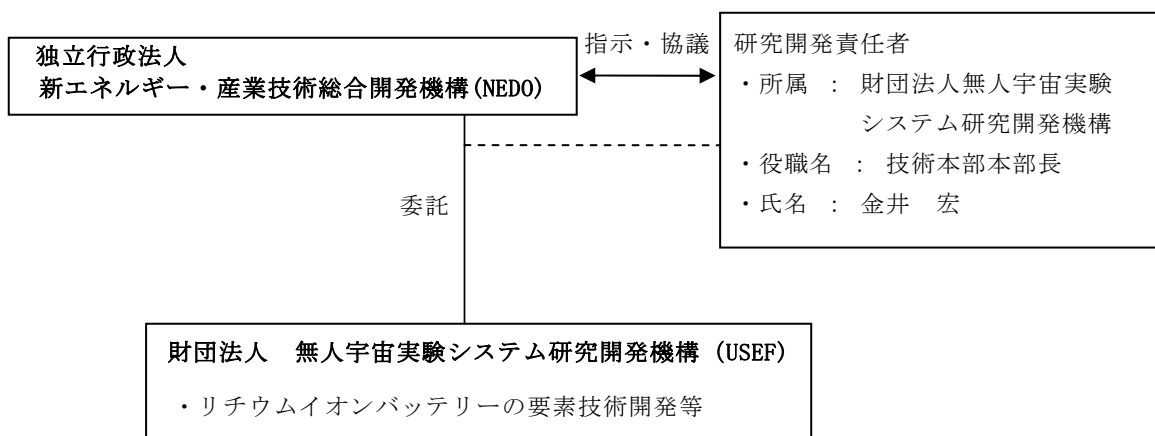 独立行政法人
新エネルギー・産業技術総合開発機構(NEDO)
指示・協議
研究開発責任者
・所属 : 財団法人無人宇宙実験
システム研究開発機構
・役職名 : 技術本部本部長
・氏名 : 金井 宏
委託
財団法人 無人宇宙実験システム研究開発機構 (USEF)
・リチウムイオンバッテリーの要素技術開発等